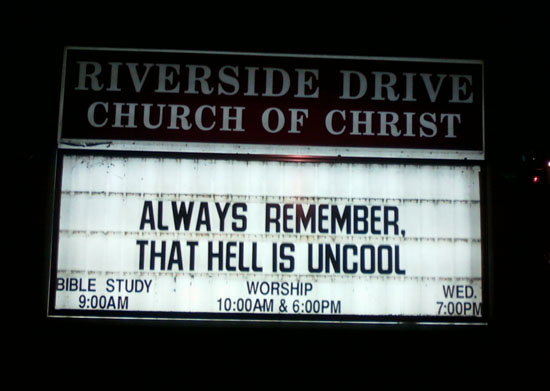 RIVERSIDE DRIVE
CHURCH OF CHRIST
ALWAYS REMEMBER,
THAT HELL IS UNCOOL
BIBLE STUDY WORSHIP WED.
9:00AM 10:00AM & 6:00PM 7:00PM